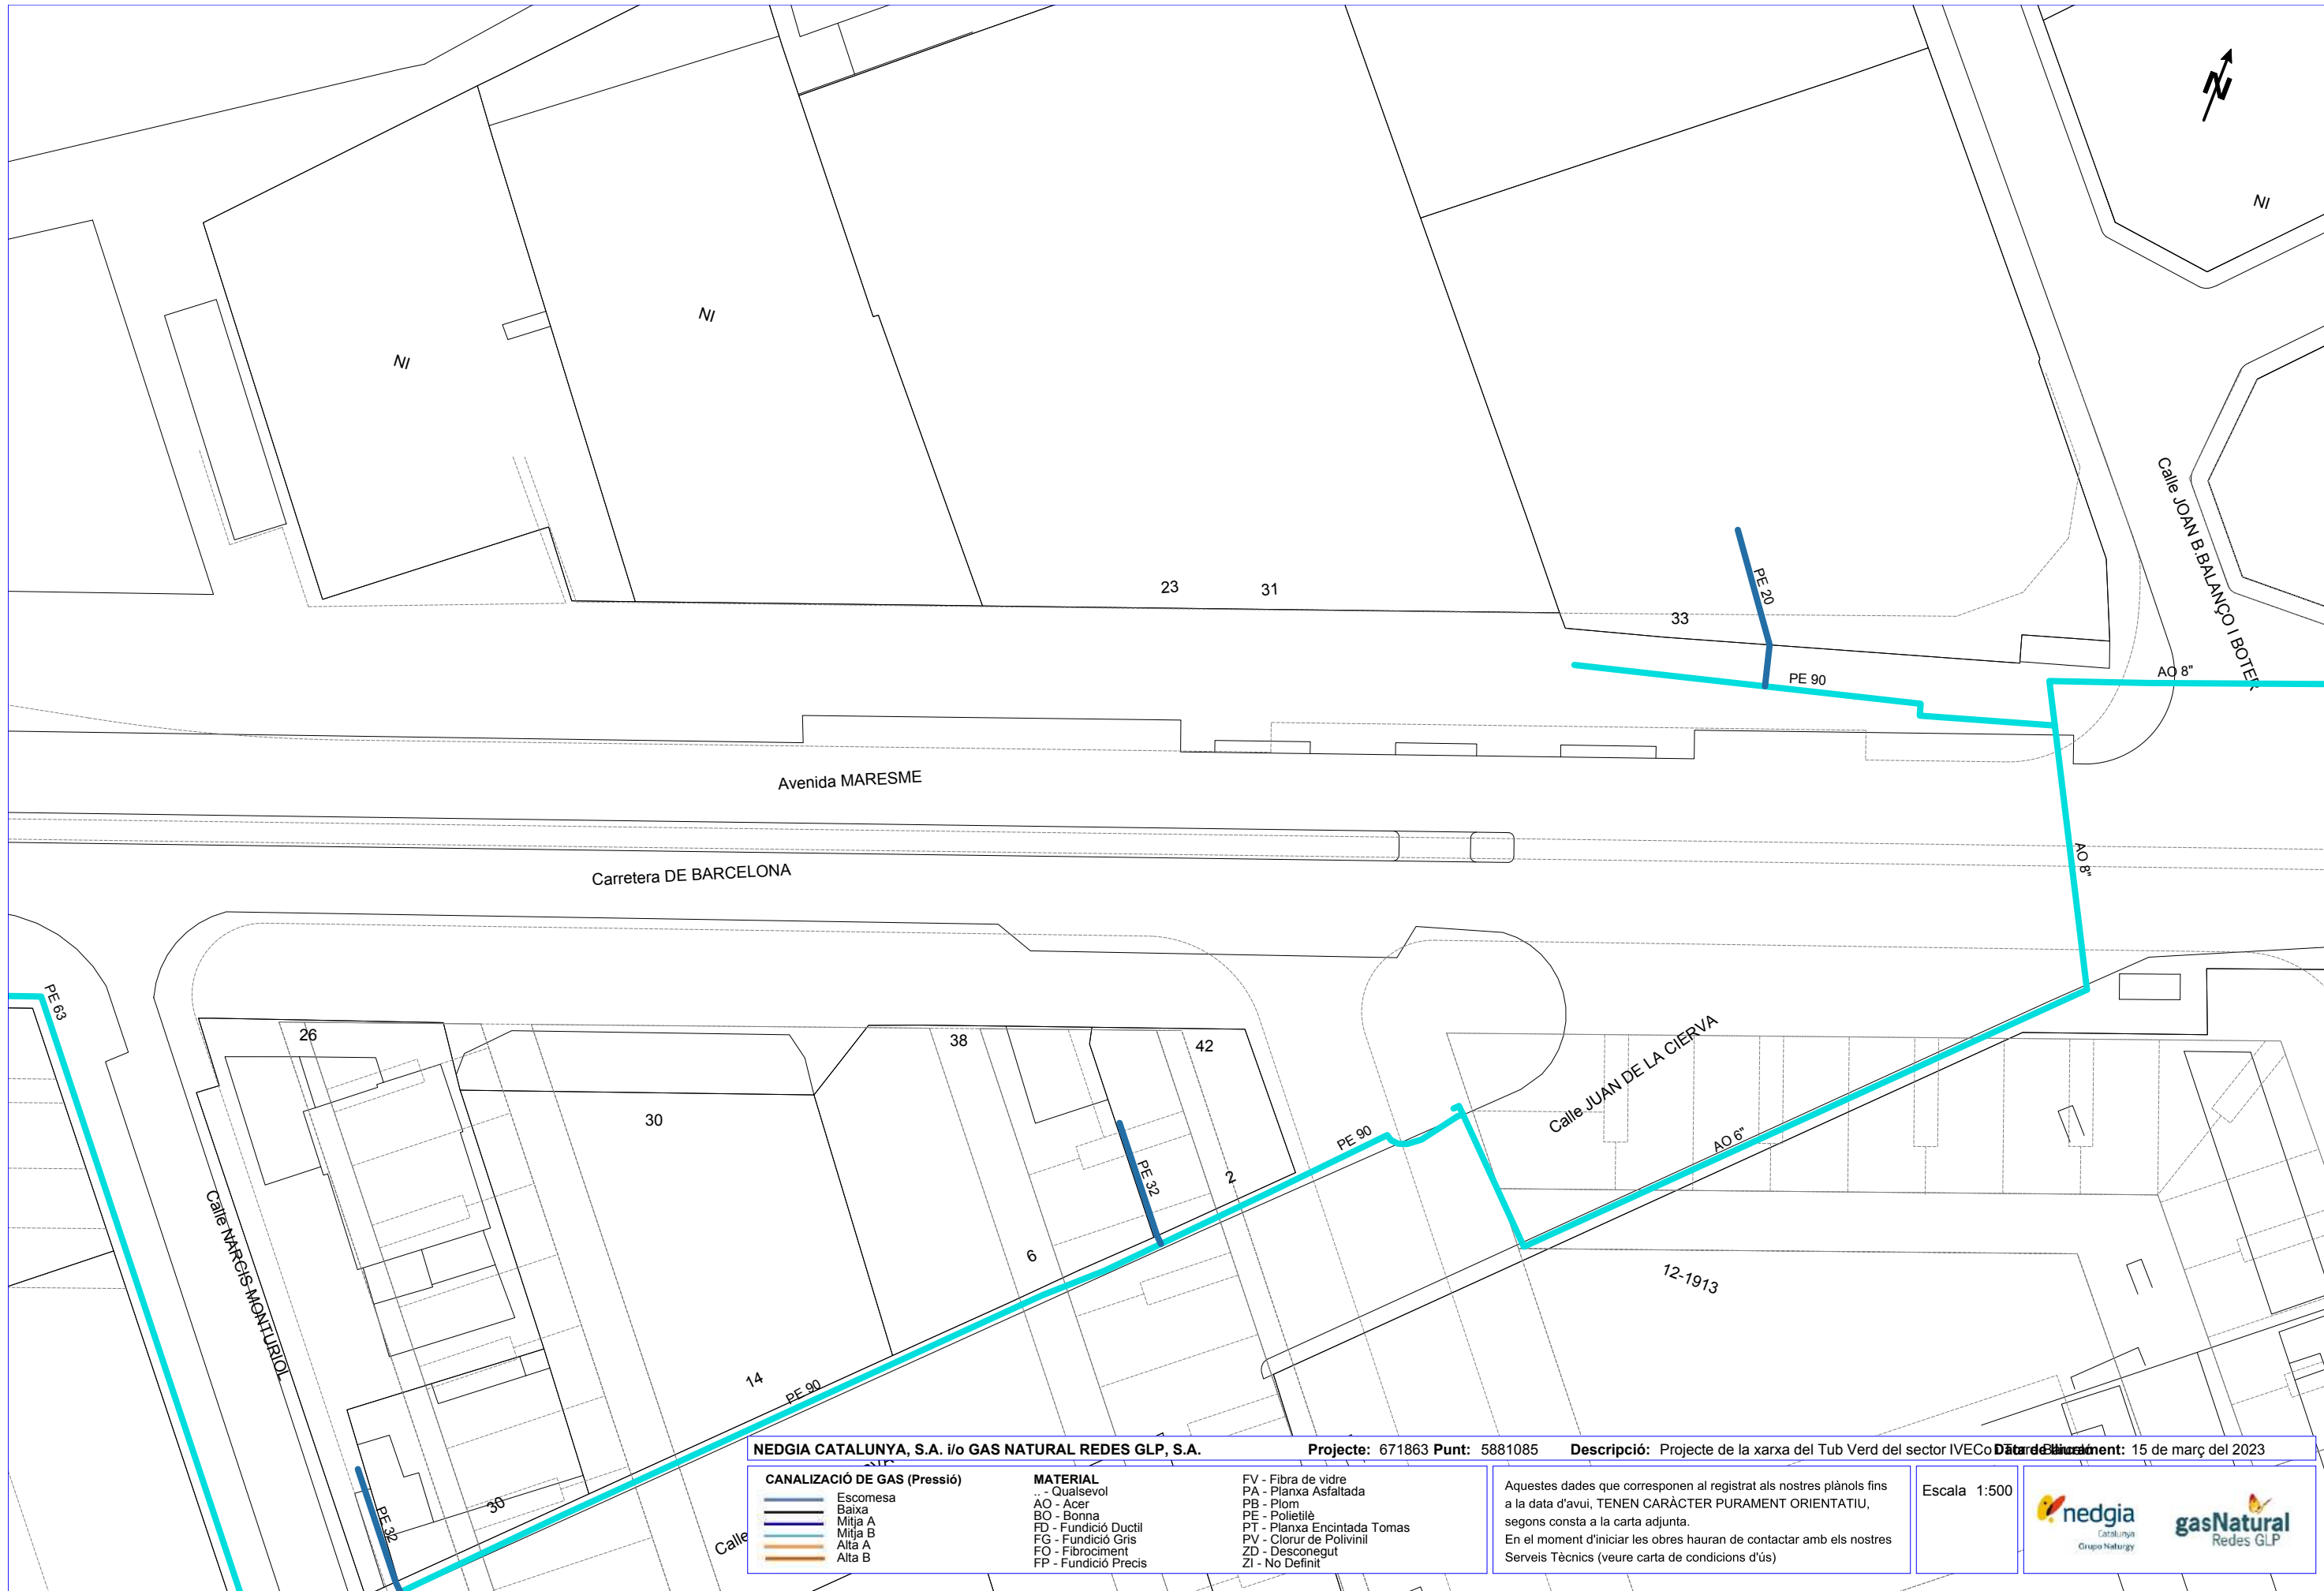 N
NI
NI
NI
Calle JOAN B.BALANÇO I BOTER
23
31
33
PE 20
PE 90
AO 8"
Avenida MARESME
AO 8"
Carretera DE BARCELONA
PE 63
26
38
42
30
Calle JUAN DE LA CIERVA
PE 90
AO 6"
PE 32
2
Calle NARCIS MONTURIOL
6
12-1913
14
PE 90
30
PE 32
Calle
NEDGIA CATALUNYA, S.A. i/o GAS NATURAL REDES GLP, S.A.
Projecte: 671863 Punt: 5881085
Descripció: Projecte de la xarxa del Tub Verd del sector IVECo
15 de març del 2023
CANALIZACIÓ DE GAS (Pressió)
Escomesa
Baixa
Mitja A
Mitja B
Alta A
Alta B
MATERIAL
.. - Qualsevol
AO - Acer
BO - Bonna
FD - Fundició Ductil
FG - Fundició Gris
FO - Fibrociment
FP - Fundició Precis
FV - Fibra de vidre
PA - Planxa Asfaltada
PB - Plom
PE - Polietilè
PT - Planxa Encintada Tomas
PV - Clorur de Polivinil
ZD - Desconegut
ZI - No Definit
Aquestes dades que corresponen al registrat als nostres plànols fins
a la data d'avui, TENEN CARÀCTER PURAMENT ORIENTATIU,
segons consta a la carta adjunta.
En el moment d'iniciar les obres hauran de contactar amb els nostres
Serveis Tècnics (veure carta de condicions d'ús)
Escala 1:500
nedgia
Catalunya
Grupo Naturgy
gasNatural
Redes GLP